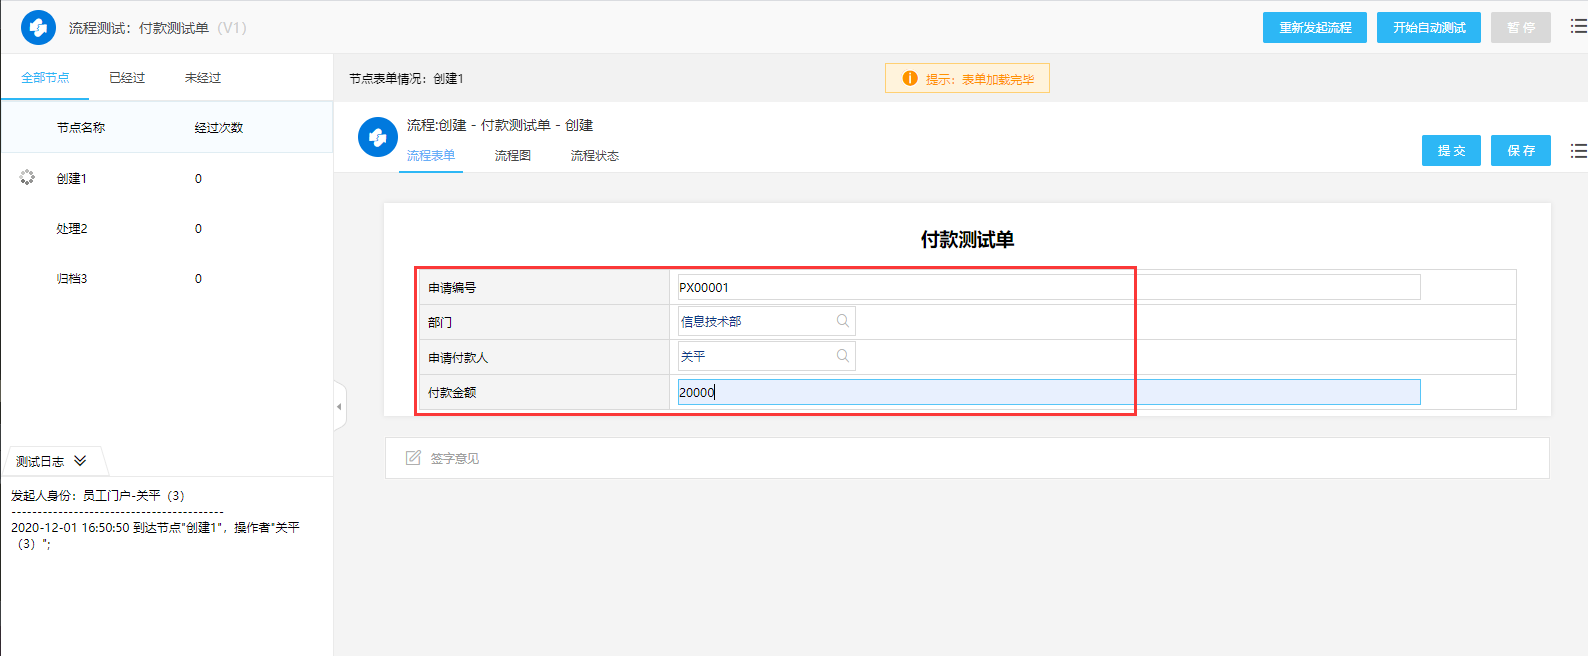 流程测试：付款测试单 (V1)
重新发起流程 开始自动测试 暂 停
全部节点 已经过 未经过
节点名称 经过次数
创建1 0
处理2 0
归档3 0
测试日志
发起人身份：员工门户-关平（3）
-----------------------------------------
2020-12-01 16:50:50 到达节点"创建1"，操作者"关平
（3）";
节点表单情况：创建1
提示：表单加载完毕
流程:创建 - 付款测试单 - 创建
流程表单 流程图 流程状态
提 交 保 存
付款测试单
申请编号 PX00001
部门 信息技术部
申请付款人 关平
付款金额 20000
签字意见